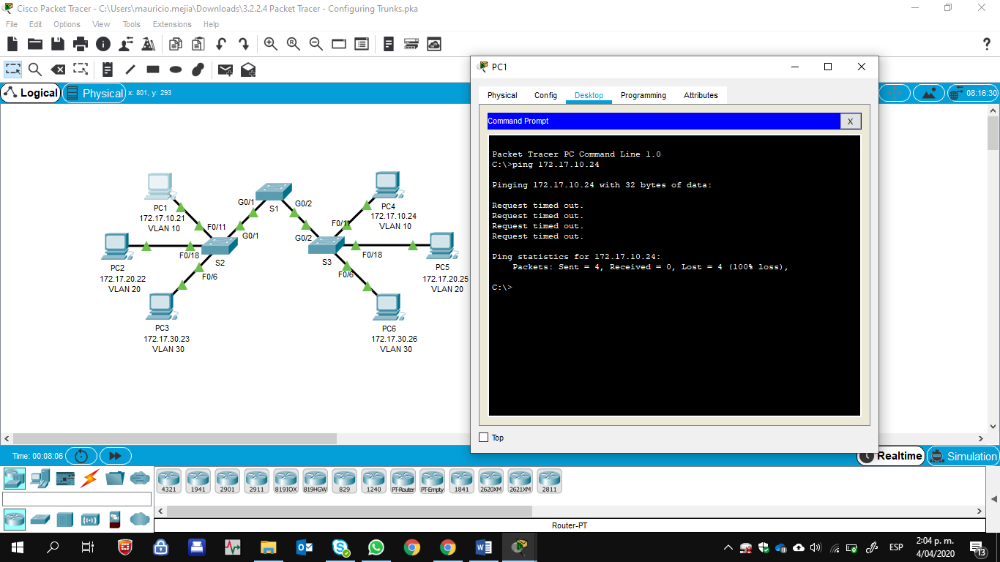 Cisco Packet Tracer - C:\Users\mauricio.mejia\Downloads\3.2.2.4 Packet Tracer - Configuring Trunks.pka
File Edit Options View Tools Extensions Help
Logical
Physical
x: 801, y: 293
08:16:30
PC1
Physical Config Desktop Programming Attributes
Command Prompt
X
Packet Tracer PC Command Line 1.0
C:\>ping 172.17.10.24
Pinging 172.17.10.24 with 32 bytes of data:
Request timed out.
Request timed out.
Request timed out.
Request timed out.
Ping statistics for 172.17.10.24:
Packets: Sent = 4, Received = 0, Lost = 4 (100% loss),
C:\>
Top
PC1
172.17.10.21
VLAN 10
F0/11
G0/1
S1
G0/2
PC4
172.17.10.24
VLAN 10
F0/11
G0/1
G0/2
F0/18
S2
S3
F0/18
PC2
172.17.20.22
VLAN 20
F0/6
F0/6
PC5
172.17.20.25
VLAN 20
PC3
172.17.30.23
VLAN 30
PC6
172.17.30.26
VLAN 30
Time: 00:08:06
Realtime
Simulation
4321 1941 2901 2911 819IOX 819HGW 829 1240 PT-Router PT-Empty 1841 2620XM 2621XM 2811
Router-PT
ESP
2:04 p. m.
4/04/2020
13